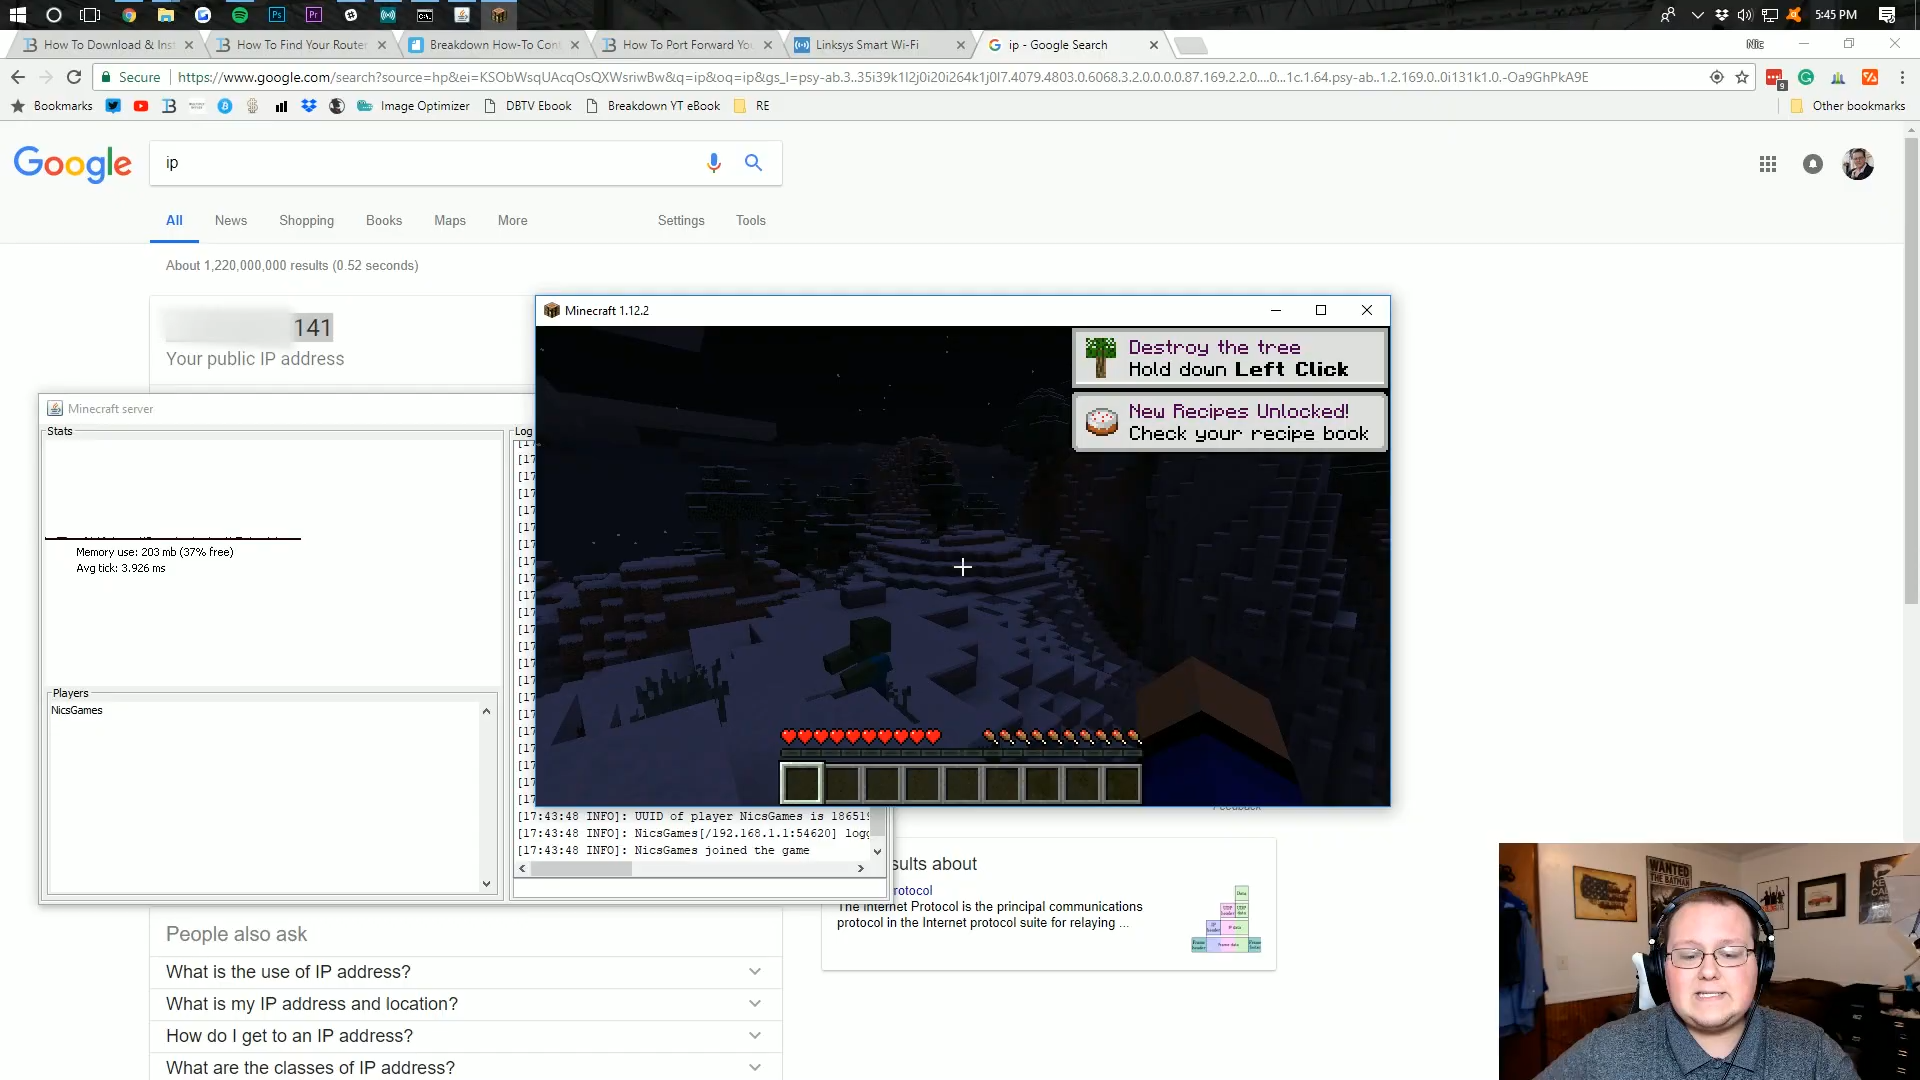 5:45 PM
How To Download & Inst
How To Find Your Router
Breakdown How-To Cont
How To Port Forward You
Linksys Smart Wi-Fi
ip - Google Search
Nic
Secure
https://www.google.com/search?source=hp&ei=KSObWsqUAcqOsQXWsriwBw&q=ip&oq=ip&gs_l=psy-ab.3..35i39k1l2j0i20i264k1j0l7.4079.4803.0.6068.3.2.0.0.0.0.87.169.2.2.0....0...1c.1.64.psy-ab..1.2.169.0..0i131k1.0.-Oa9GhPkA9E
9
Bookmarks
Image Optimizer
DBTV Ebook
Breakdown YT eBook
RE
Other bookmarks
Google
ip
All
News
Shopping
Books
Maps
More
Settings
Tools
About 1,220,000,000 results (0.52 seconds)
141
Your public IP address
Minecraft 1.12.2
Destroy the tree
Hold down Left Click
New Recipes Unlocked!
Check your recipe book
Minecraft server
Stats
Memory use: 203 mb (37% free)
Avg tick: 3.926 ms
Players
NicsGames
Log
[17:43:48 INFO]: UUID of player NicsGames is 186519
[17:43:48 INFO]: NicsGames[/192.168.1.1:54620] logg
[17:43:48 INFO]: NicsGames joined the game
Feedback
sults about
rotocol
The Internet Protocol is the principal communications
protocol in the Internet protocol suite for relaying ...
People also ask
What is the use of IP address?
What is my IP address and location?
How do I get to an IP address?
What are the classes of IP address?
WANTED
THE BATMAN